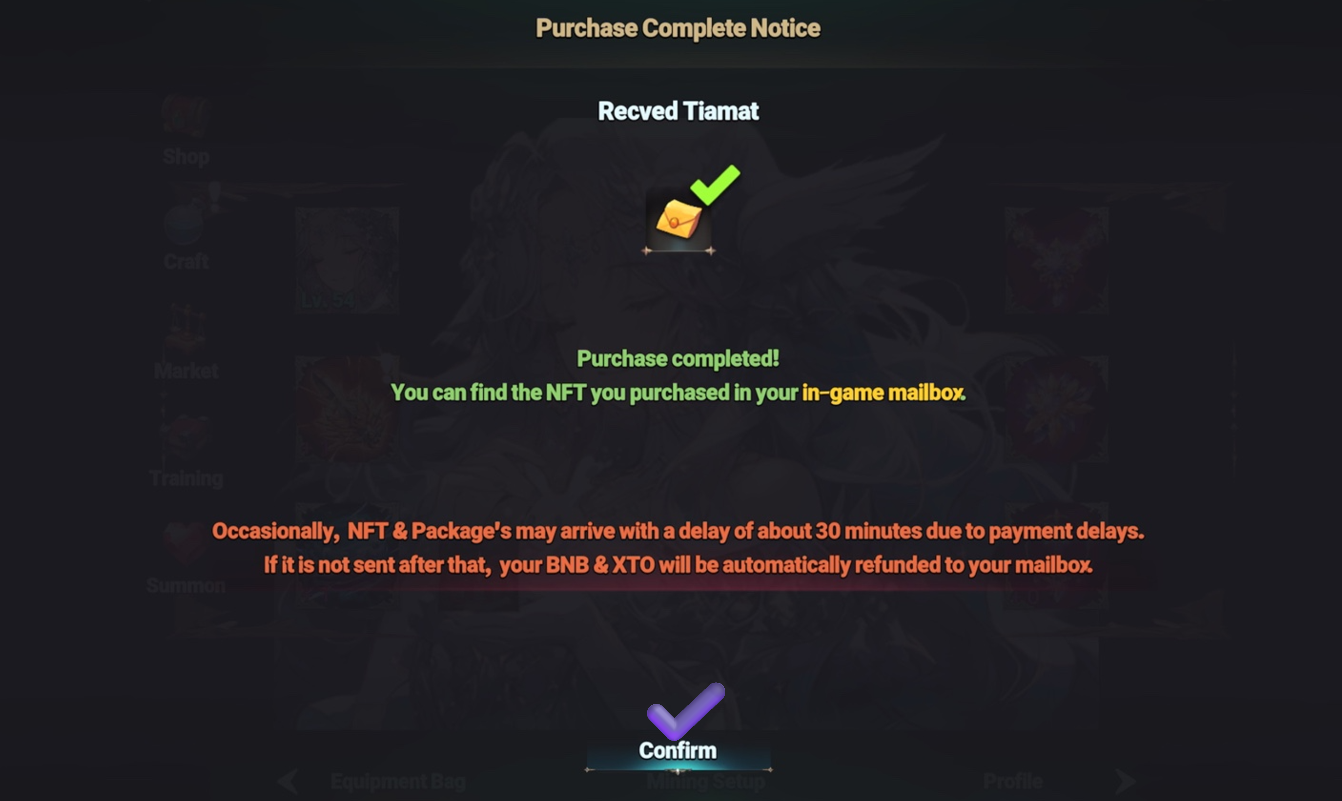 Purchase Complete Notice
Recved Tiamat
Shop
Craft
Lv. 54
Market
Purchase completed!
You can find the NFT you purchased in your in-game mailbox.
Training
Occasionally, NFT & Package's may arrive with a delay of about 30 minutes due to payment delays.
If it is not sent after that, your BNB & XTO will be automatically refunded to your mailbox.
Summon
Confirm
Equipment Bag
Mining Setup
Profile